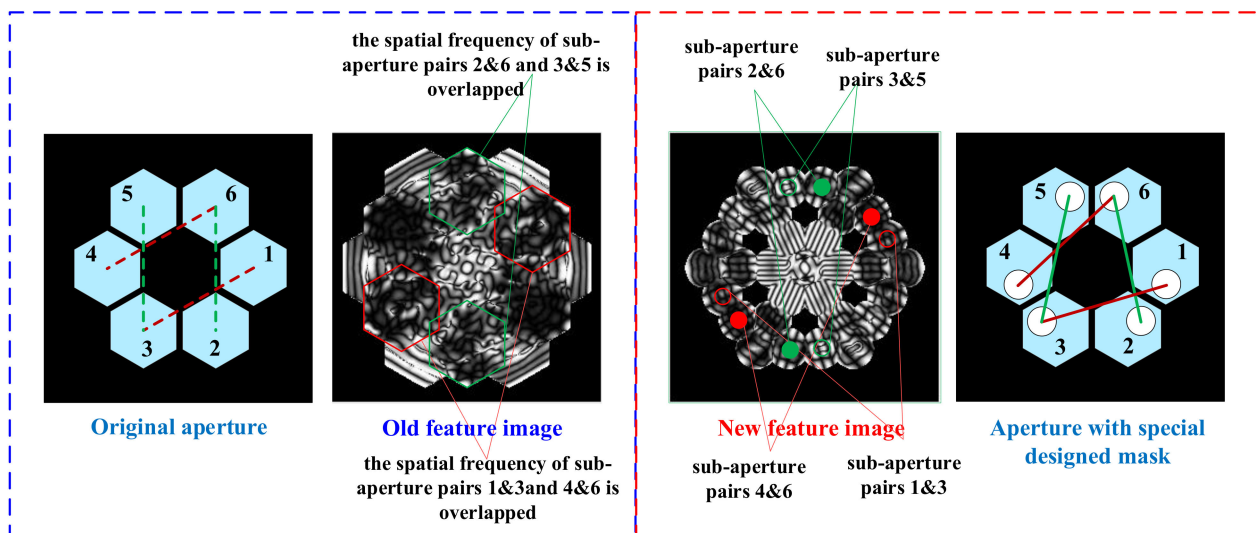 the spatial frequency of sub-
aperture pairs 2&6 and 3&5 is
overlapped
5
6
4
1
3
2
Original aperture
Old feature image
the spatial frequency of sub-
aperture pairs 1&3and 4&6 is
overlapped
sub-aperture
pairs 2&6
sub-aperture
pairs 3&5
New feature image
sub-aperture
pairs 4&6
sub-aperture
pairs 1&3
5
6
4
1
3
2
Aperture with special
designed mask